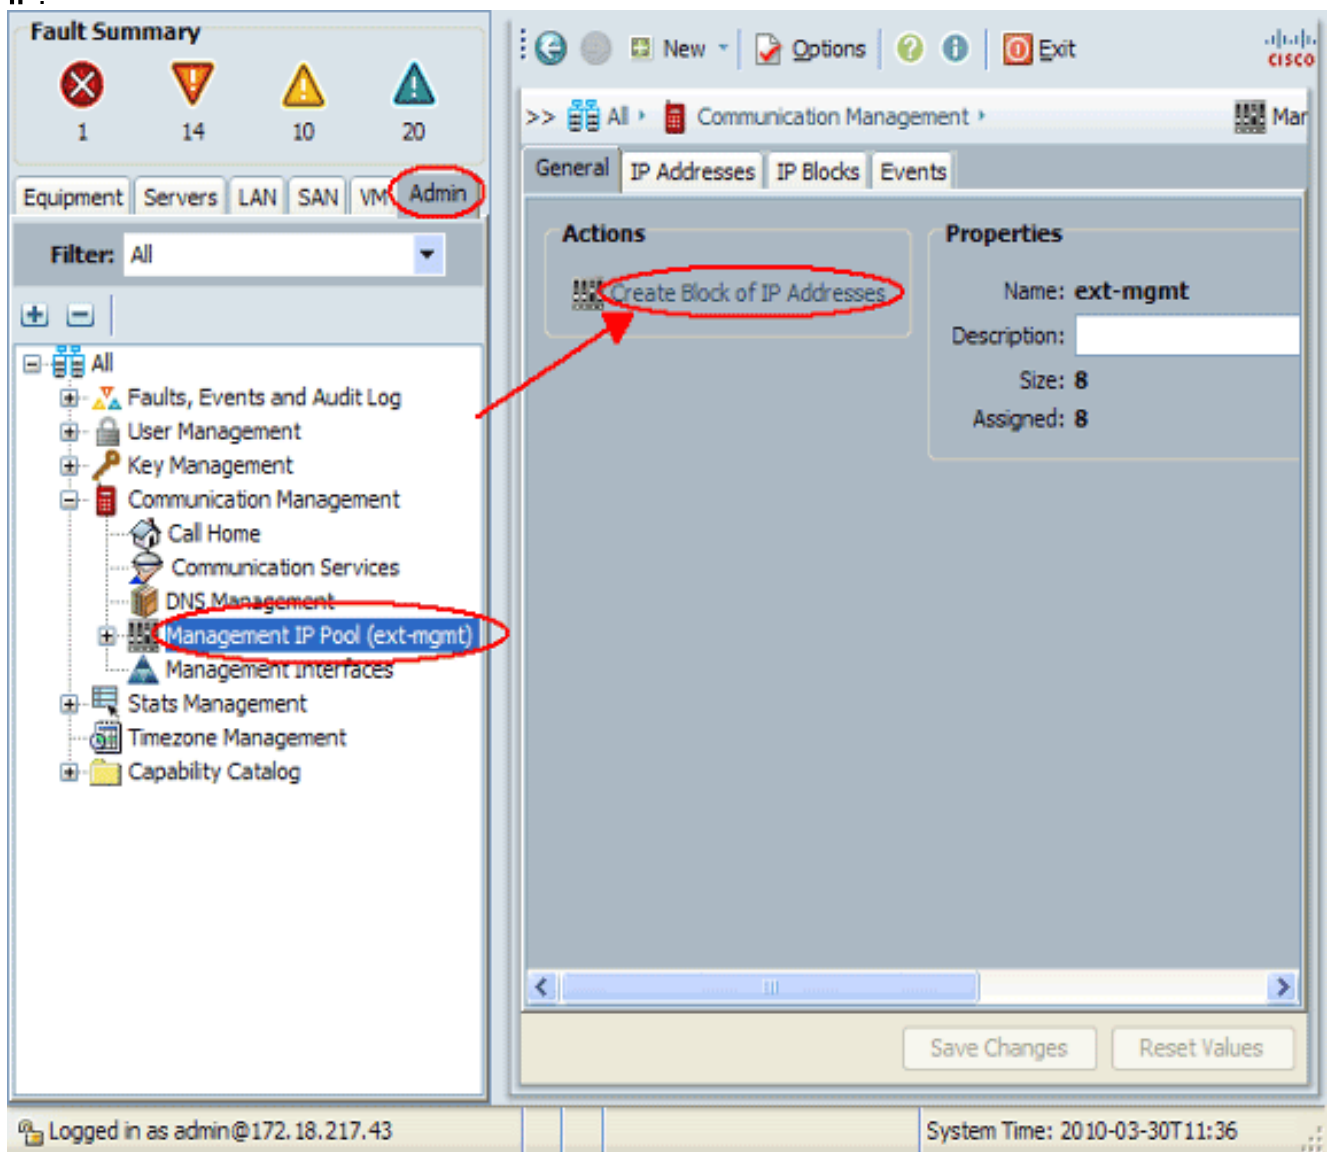 Fault Summary
1 14 10 20
Equipment Servers LAN SAN VM Admin
Filter: All
All
Faults, Events and Audit Log
User Management
Key Management
Communication Management
Call Home
Communication Services
DNS Management
Management IP Pool (ext-mgmt)
Management Interfaces
Stats Management
Timezone Management
Capability Catalog
New Options Exit
CISCO
>> All Communication Management Mar
General IP Addresses IP Blocks Events
Actions
Create Block of IP Addresses
Properties
Name: ext-mgmt
Description:
Size: 8
Assigned: 8
Save Changes Reset Values
Logged in as admin@172.18.217.43
System Time: 2010-03-30T11:36